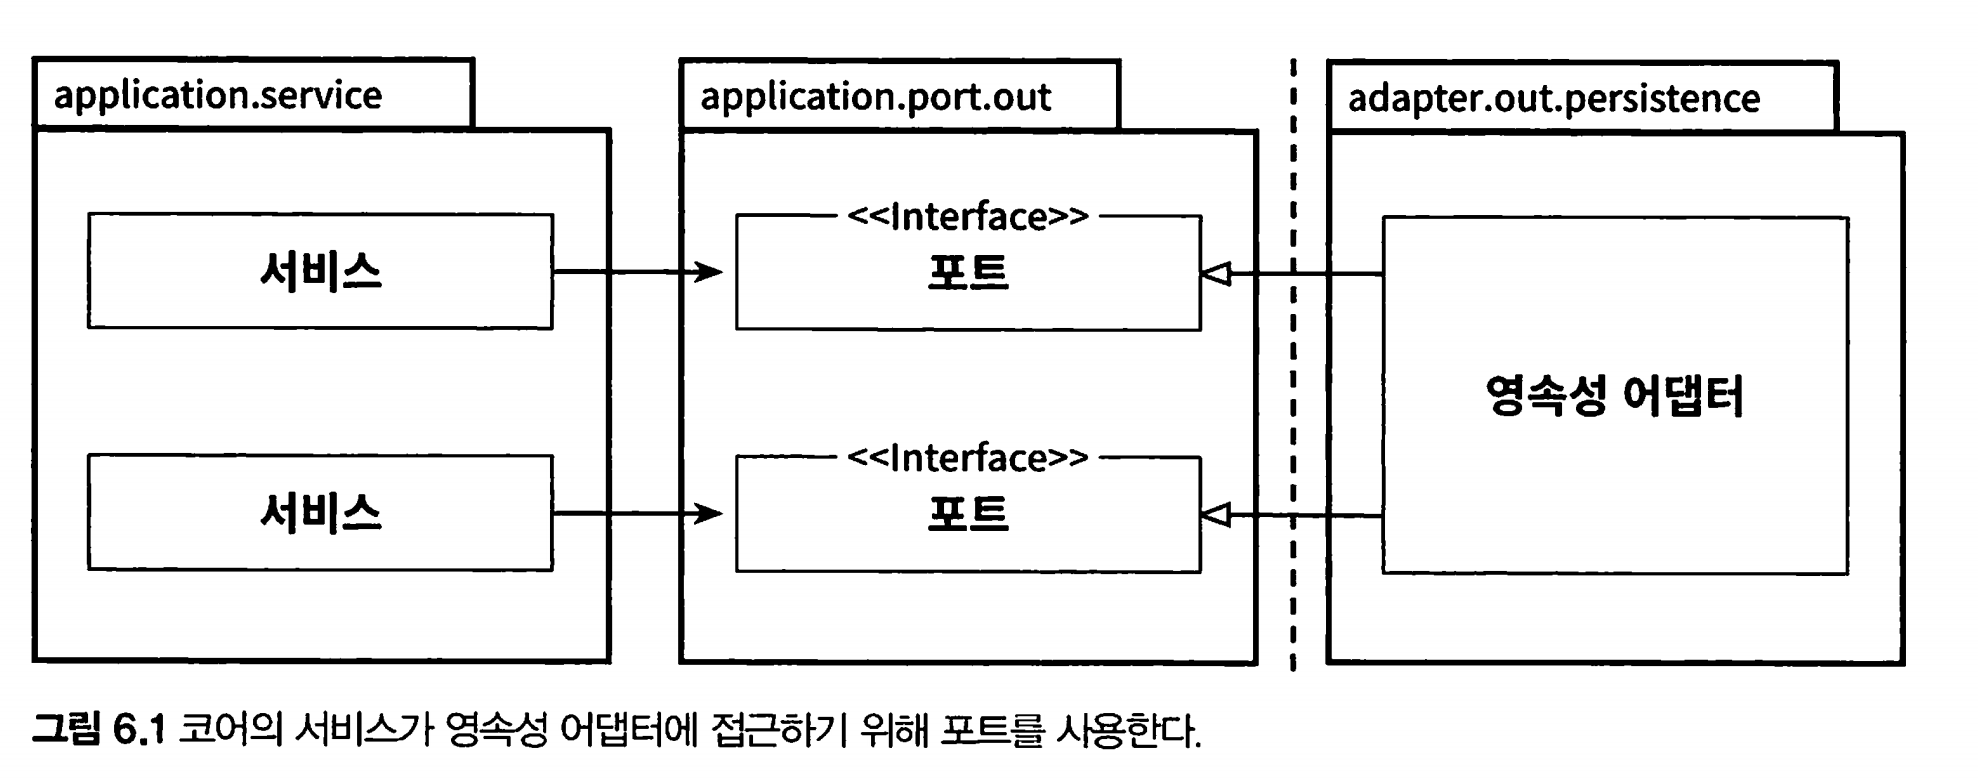 application.service
application.port.out
adapter.out.persistence
서비스
<<Interface>>
포트
영속성 어댑터
서비스
<<Interface>>
포트
그림 6.1 코어의 서비스가 영속성 어댑터에 접근하기 위해 포트를 사용한다.